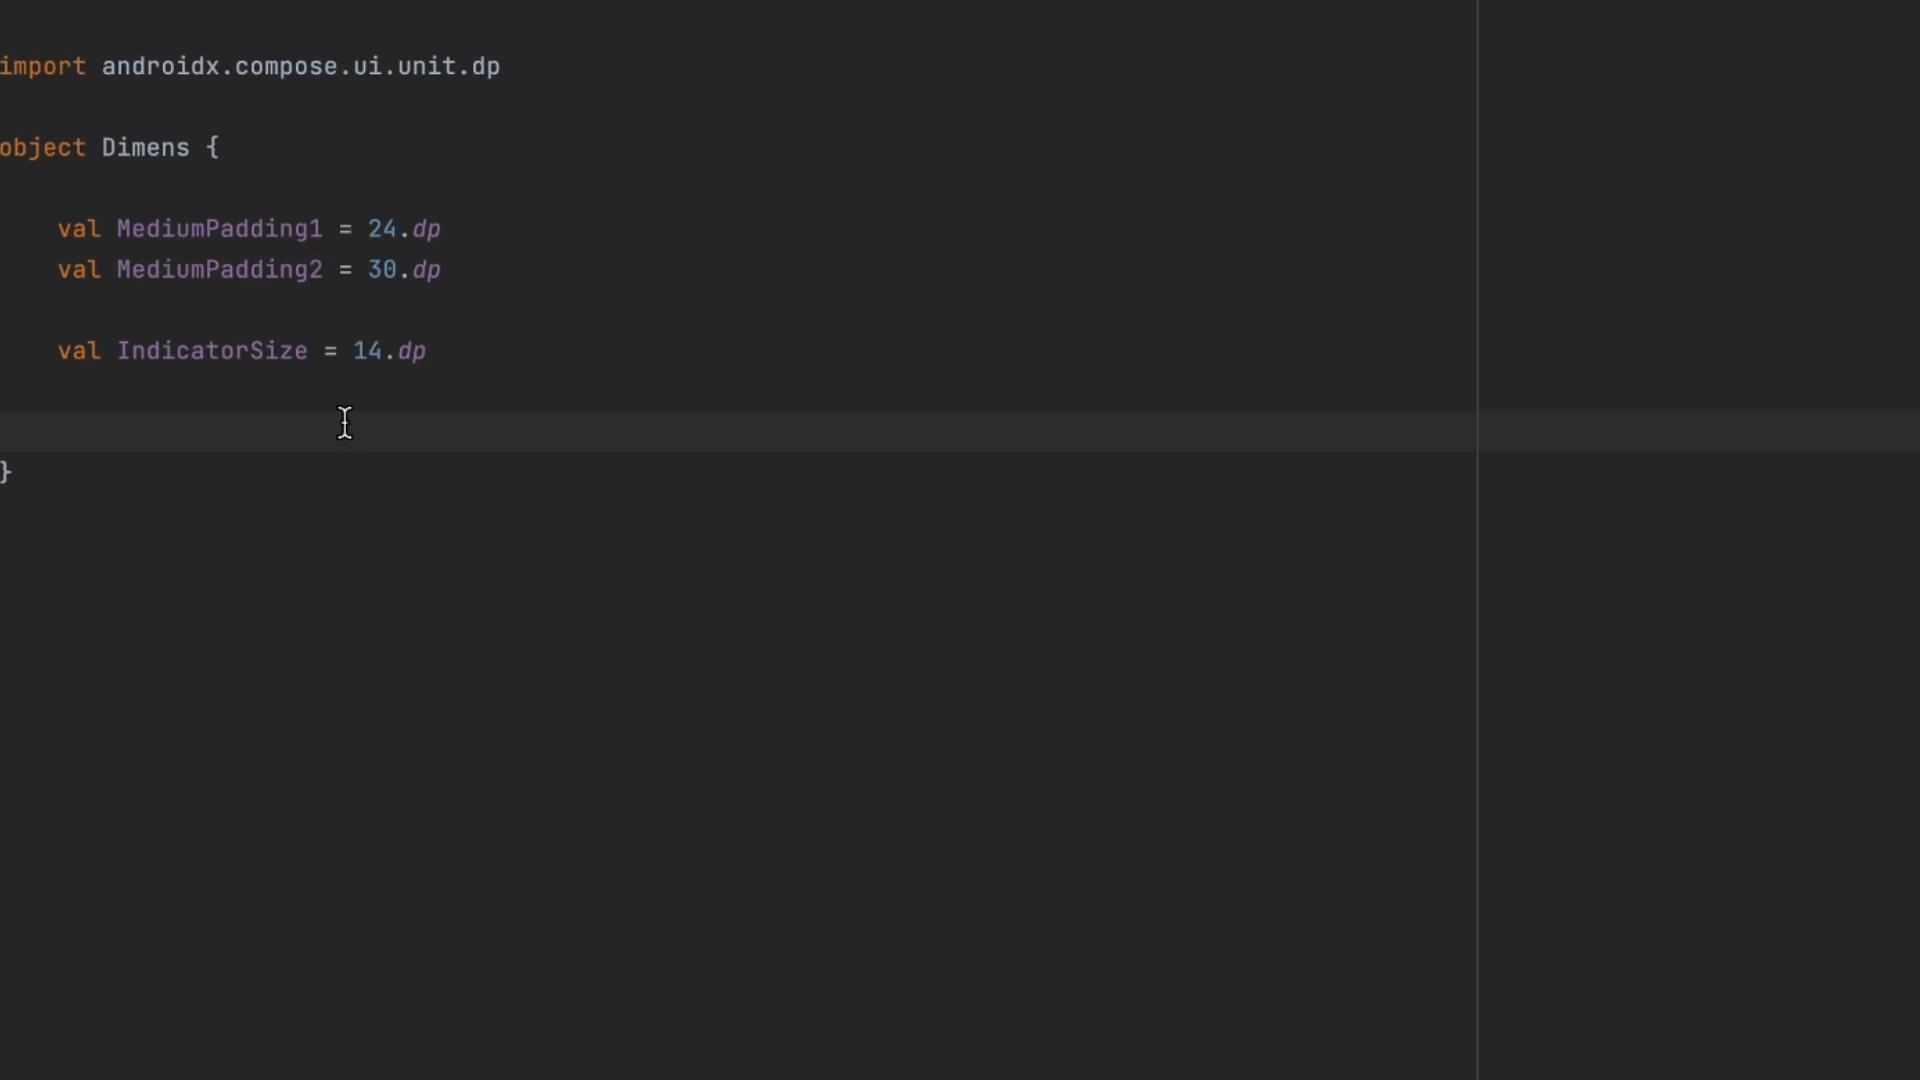 import androidx.compose.ui.unit.dp
object Dimens {
val MediumPadding1 = 24.dp
val MediumPadding2 = 30.dp
val IndicatorSize = 14.dp
}